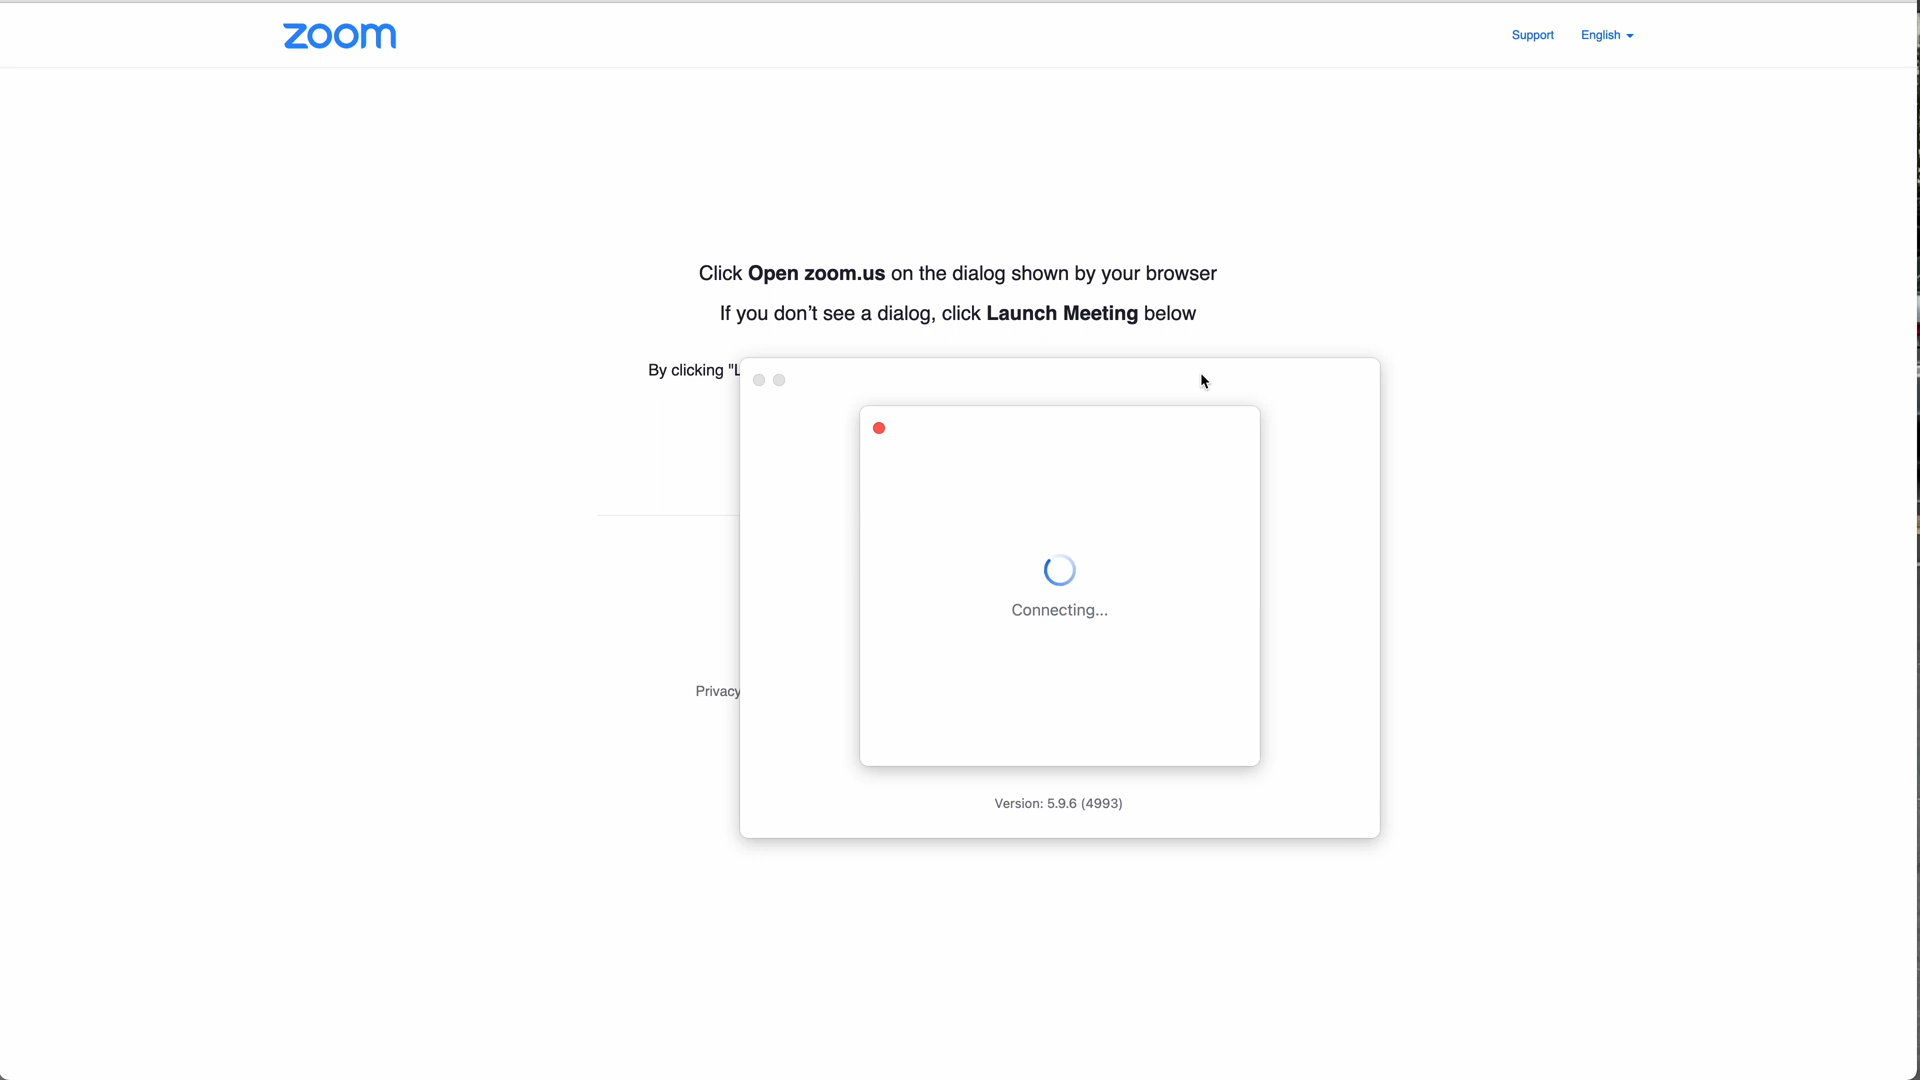 zoom
Support
English
Click Open zoom.us on the dialog shown by your browser
If you don’t see a dialog, click Launch Meeting below
By clicking "L
Connecting...
Privacy
Version: 5.9.6 (4993)